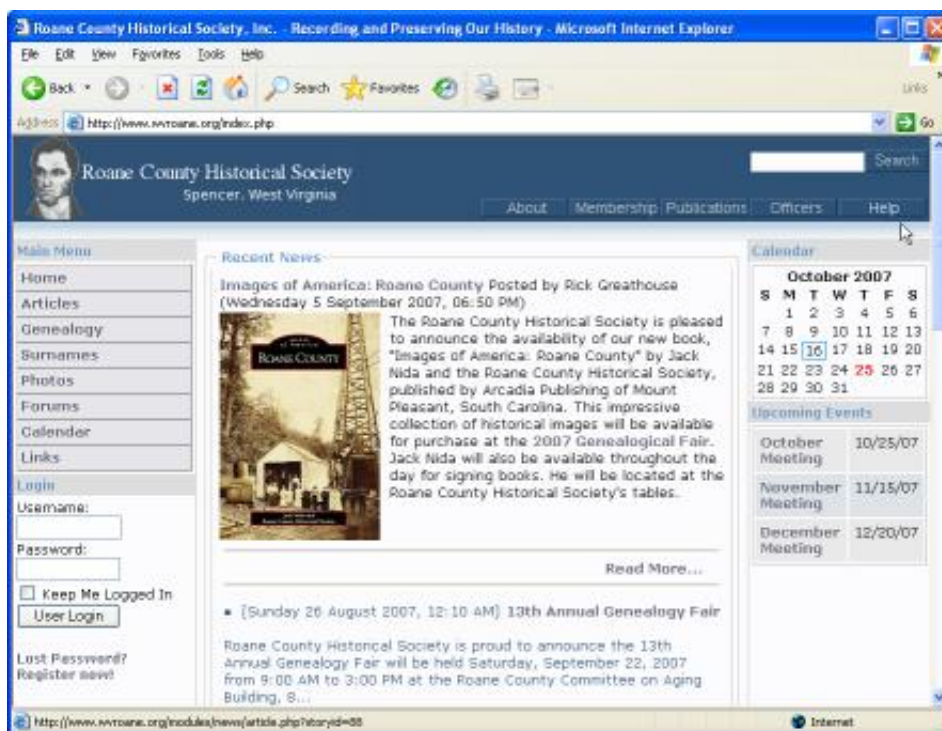 Roane County Historical Society, Inc. - Recording and Preserving Our History - Microsoft Internet Explorer
File Edit View Favorites Tools Help
Back Search Favorites Links
Address http://www.wvroane.org/index.php Go
Roane County Historical Society
Spencer, West Virginia
Search
About Membership Publications Officers Help
Main Menu
Home
Articles
Genealogy
Surnames
Photos
Forums
Calendar
Links
Login
Username:
Password:
Keep Me Logged In
User Login
Lost Password?
Register now!
Recent News
Images of America: Roane County Posted by Rick Greathouse
(Wednesday 5 September 2007, 06:50 PM)
ROANE COUNTY
The Roane County Historical Society is pleased
to announce the availability of our new book,
"Images of America: Roane County" by Jack
Nida and the Roane County Historical Society,
published by Arcadia Publishing of Mount
Pleasant, South Carolina. This impressive
collection of historical images will be available
for purchase at the 2007 Genealogical Fair.
Jack Nida will also be available throughout the
day for signing books. He will be located at the
Roane County Historical Society's tables.
Read More...
[Sunday 26 August 2007, 12:10 AM] 13th Annual Genealogy Fair
Roane County Historical Society is proud to announce the 13th
Annual Genealogy Fair will be held Saturday, September 22, 2007
from 9:00 AM to 3:00 PM at the Roane County Committee on Aging
Building, 8...
Calendar
October 2007
S M T W T F S
1 2 3 4 5 6
7 8 9 10 11 12 13
14 15 16 17 18 19 20
21 22 23 24 25 26 27
28 29 30 31
Upcoming Events
October Meeting 10/25/07
November Meeting 11/15/07
December Meeting 12/20/07
http://www.wvroane.org/modules/news/article.php?storyid=88
Internet